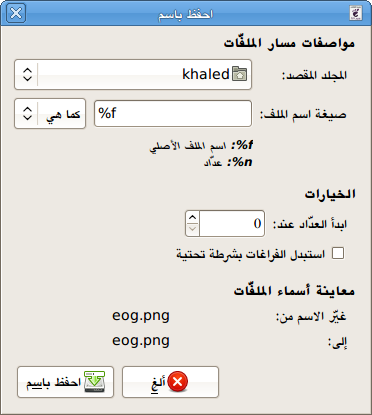 احفظ باسم
مواصفات مسار الملفّات
المجلد المقصد: khaled
صيغة اسم الملف: %f كما هي
%f: اسم الملف الأصلي
%n: عدّاد
الخيارات
ابدأ العدّاد عند: 0
استبدل الفراغات بشرطة تحتية
معاينة أسماء الملفّات
غيّر الاسم من: eog.png
إلى: eog.png
ألغ احفظ باسم